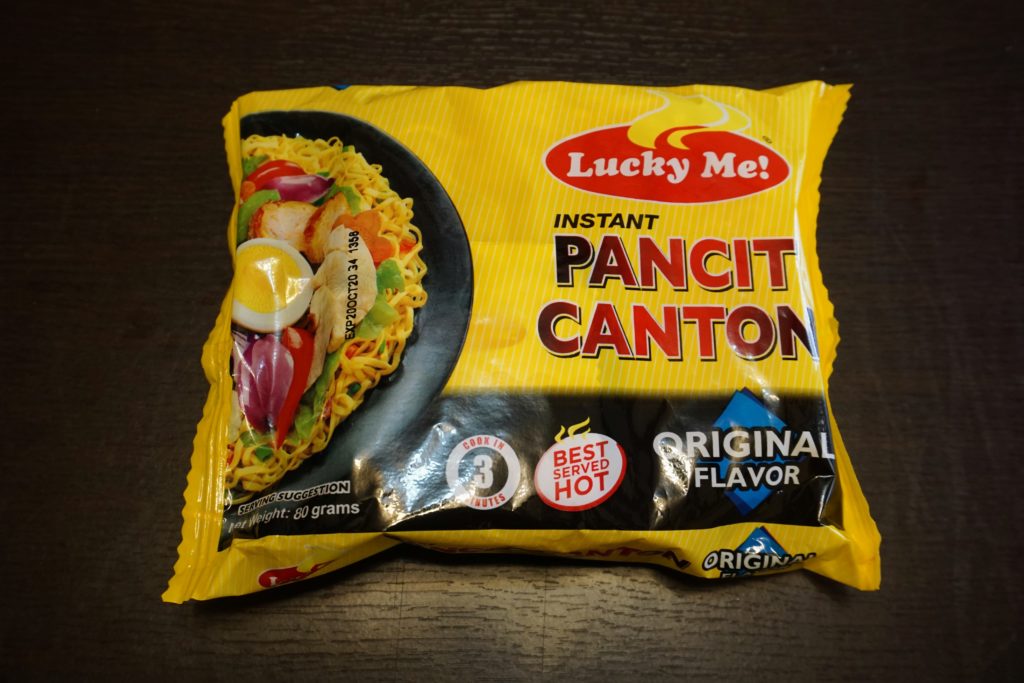 Lucky Me!
®
INSTANT
PANCIT
CANTON
EXP20OCT20 34 1358
COOK IN
3
MINUTES
BEST
SERVED
HOT
ORIGINAL
FLAVOR
SERVING SUGGESTION
Net Weight: 80 grams
CANTON
ORIGINAL